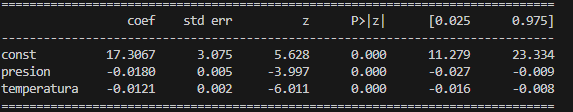 ==============================================================================
coef std err z P>|z| [0.025 0.975]
------------------------------------------------------------------------------
const 17.3067 3.075 5.628 0.000 11.279 23.334
presion -0.0180 0.005 -3.997 0.000 -0.027 -0.009
temperatura -0.0121 0.002 -6.011 0.000 -0.016 -0.008
==============================================================================